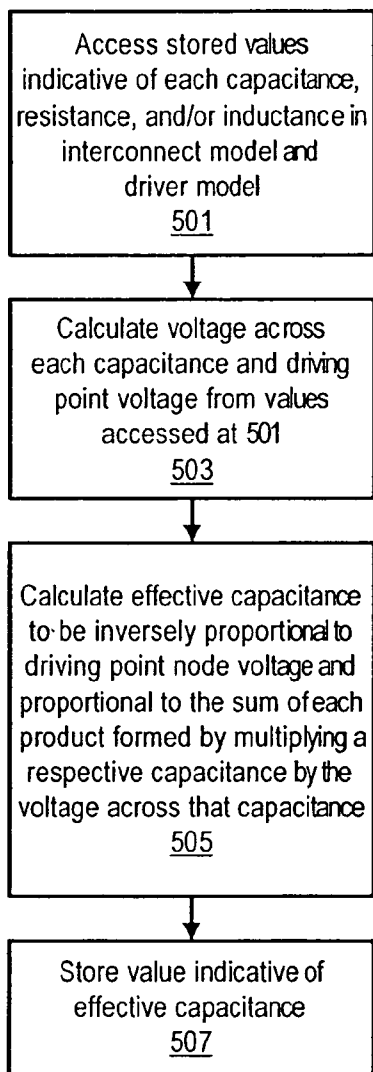 Access stored values
indicative of each capacitance,
resistance, and/or inductance in
interconnect model and
driver model
501
Calculate voltage across
each capacitance and driving
point voltage from values
accessed at 501
503
Calculate effective capacitance
to be inversely proportional to
driving point node voltage and
proportional to the sum of each
product formed by multiplying a
respective capacitance by the
voltage across that capacitance
505
Store value indicative of
effective capacitance
507